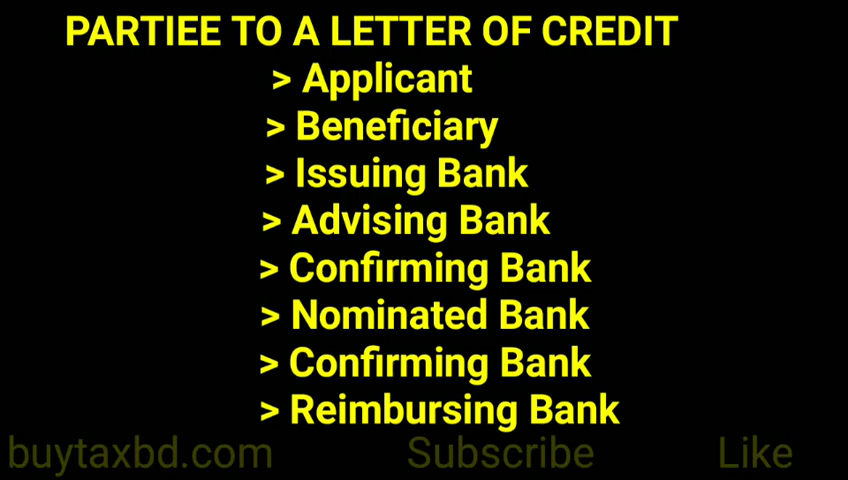 PARTIEE TO A LETTER OF CREDIT
> Applicant
> Beneficiary
> Issuing Bank
> Advising Bank
> Confirming Bank
> Nominated Bank
> Confirming Bank
> Reimbursing Bank
buytaxbd.com Subscribe Like